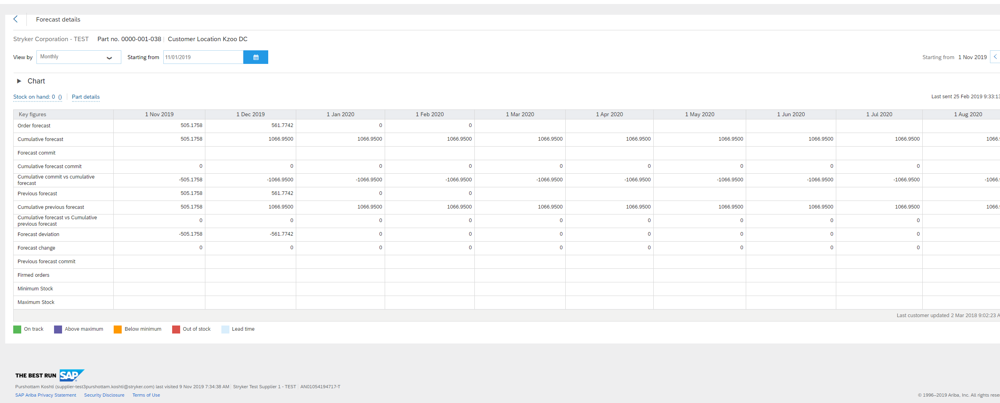 Forecast details
Stryker Corporation - TEST Part no. 0000-001-038 Customer Location Kzoo DC
View by Monthly Starting from 11/01/2019 Starting from 1 Nov 2019
Chart
Stock on hand: 0 () Part details Last sent 25 Feb 2019 9:33:13
Key figures 1 Nov 2019 1 Dec 2019 1 Jan 2020 1 Feb 2020 1 Mar 2020 1 Apr 2020 1 May 2020 1 Jun 2020 1 Jul 2020 1 Aug 2020
Order forecast 505.1758 561.7742 0 0
Cumulative forecast 505.1758 1066.9500 1066.9500 1066.9500 1066.9500 1066.9500 1066.9500 1066.9500 1066.9500 1066.
Forecast commit
Cumulative forecast commit 0 0 0 0 0 0 0 0 0
Cumulative commit vs cumulative
forecast -505.1758 -1066.9500 -1066.9500 -1066.9500 -1066.9500 -1066.9500 -1066.9500 -1066.9500 -1066.9500 -1066.
Previous forecast 505.1758 561.7742 0 0
Cumulative previous forecast 505.1758 1066.9500 1066.9500 1066.9500 1066.9500 1066.9500 1066.9500 1066.9500 1066.9500 1066.
Cumulative forecast vs Cumulative
previous forecast 0 0 0 0 0 0 0 0 0
Forecast deviation -505.1758 -561.7742 0 0 0 0 0 0 0
Forecast change 0 0 0 0 0 0 0 0 0
Previous forecast commit
Firmed orders
Minimum Stock
Maximum Stock
Last customer updated 2 Mar 2018 9:02:23 A
On track Above maximum Below minimum Out of stock Lead time
THE BEST RUN SAP
Purshottam Koshti (supplier-test3purshottam.koshti@stryker.com) last visited 9 Nov 2019 7:34:38 AM Stryker Test Supplier 1 - TEST AN01054194717-T
SAP Ariba Privacy Statement Security Disclosure Terms of Use © 1996–2019 Ariba, Inc. All rights rese